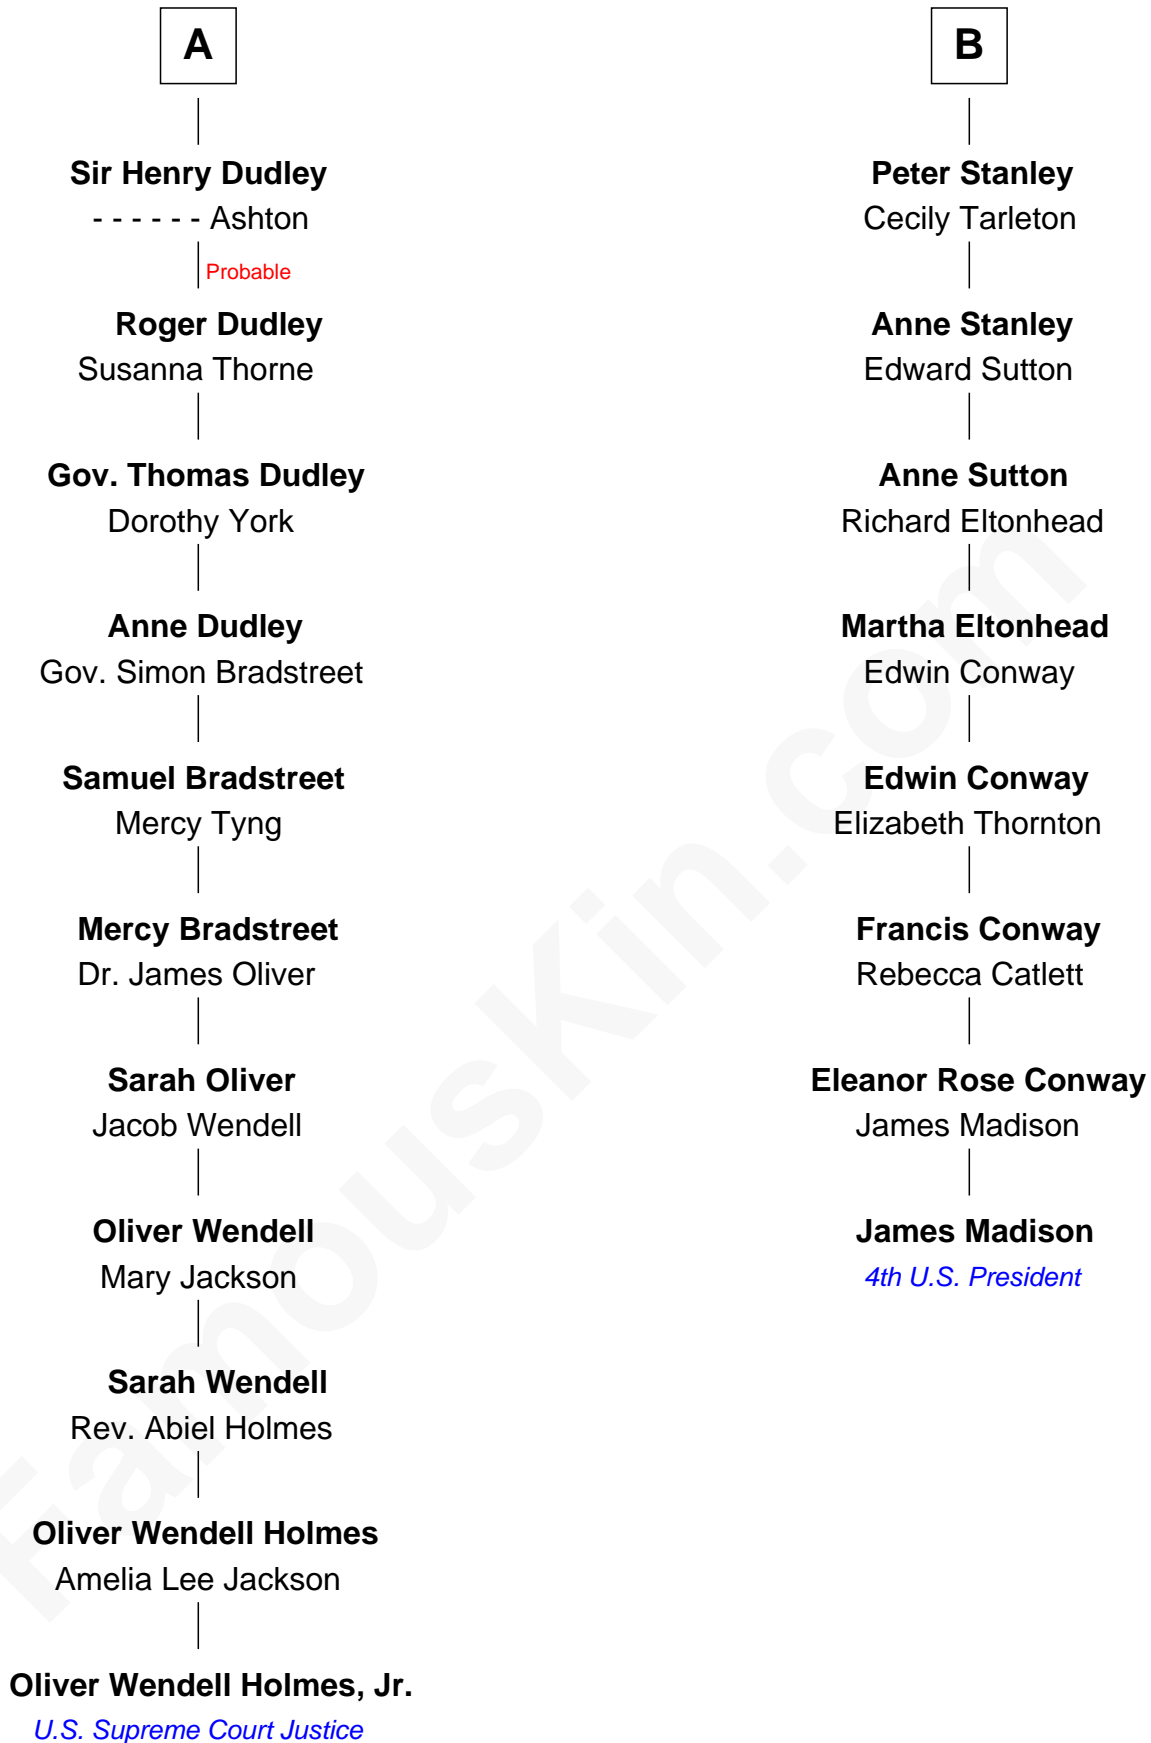 A
Sir Henry Dudley
- - - - - - Ashton
Probable
Roger Dudley
Susanna Thorne
Gov. Thomas Dudley
Dorothy York
Anne Dudley
Gov. Simon Bradstreet
Samuel Bradstreet
Mercy Tyng
Mercy Bradstreet
Dr. James Oliver
Sarah Oliver
Jacob Wendell
Oliver Wendell
Mary Jackson
Sarah Wendell
Rev. Abiel Holmes
Oliver Wendell Holmes
Amelia Lee Jackson
Oliver Wendell Holmes, Jr.
U.S. Supreme Court Justice
B
Peter Stanley
Cecily Tarleton
Anne Stanley
Edward Sutton
Anne Sutton
Richard Eltonhead
Martha Eltonhead
Edwin Conway
Edwin Conway
Elizabeth Thornton
Francis Conway
Rebecca Catlett
Eleanor Rose Conway
James Madison
James Madison
4th U.S. President
FamousKin.com